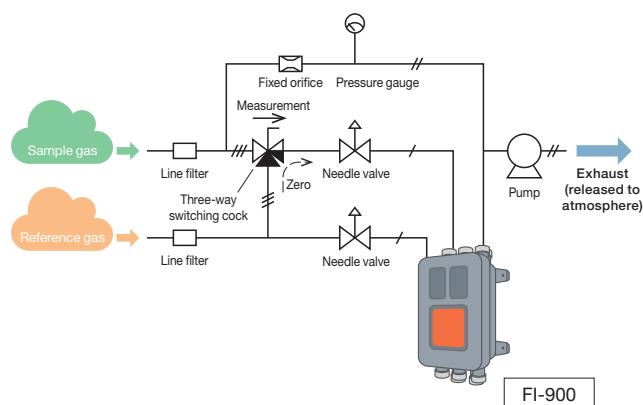 Fixed orifice
Pressure gauge
Measurement
Sample gas
Line filter
Zero
Needle valve
Pump
Exhaust
(released to
atmosphere)
Three-way
switching cock
Reference gas
Line filter
Needle valve
FI-900